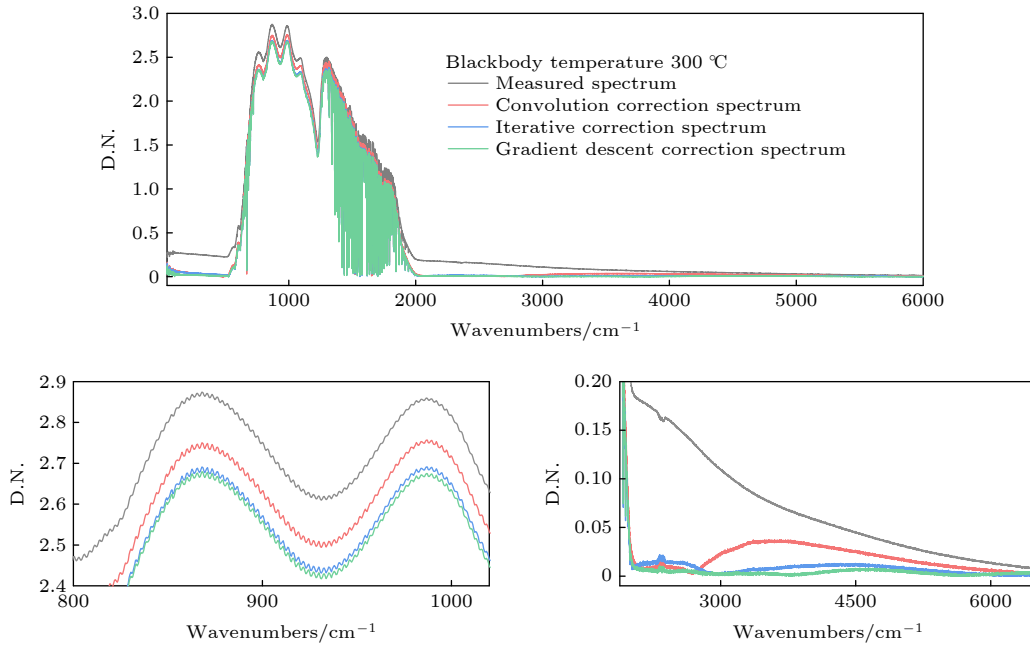 3.0
2.5
2.0
1.5
1.0
0.5
0
D.N.
Blackbody temperature 300 ℃
Measured spectrum
Convolution correction spectrum
Iterative correction spectrum
Gradient descent correction spectrum
1000 2000 3000 4000 5000 6000
Wavenumbers/cm⁻¹
2.9
2.8
2.7
2.6
2.5
2.4
D.N.
800 900 1000
Wavenumbers/cm⁻¹
0.20
0.15
0.10
0.05
0
D.N.
3000 4500 6000
Wavenumbers/cm⁻¹